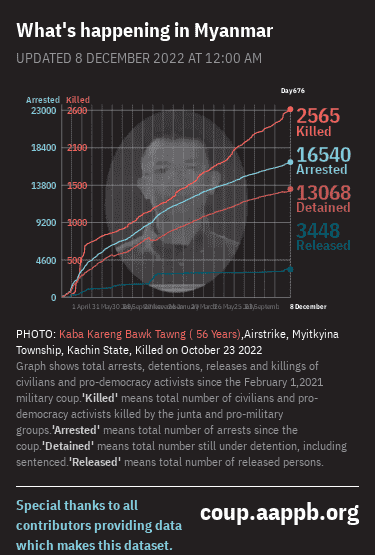 What's happening in Myanmar
UPDATED 8 DECEMBER 2022 AT 12:00 AM
Day676
Arrested Killed
23000 2600
18400 2100
13800 1500
9200 1000
4600 500
0
2565
Killed
16540
Arrested
13068
Detained
3448
Released
1 April 31 May 30
8 December
PHOTO: Kaba Kareng Bawk Tawng ( 56 Years),Airstrike, Myitkyina
Township, Kachin State, Killed on October 23 2022
Graph shows total arrests, detentions, releases and killings of
civilians and pro-democracy activists since the February 1,2021
military coup.'Killed' means total number of civilians and pro-
democracy activists killed by the junta and pro-military
groups.'Arrested' means total number of arrests since the
coup.'Detained' means total number still under detention, including
sentenced.'Released' means total number of released persons.
Special thanks to all
contributors providing data
which makes this dataset.
coup.aappb.org